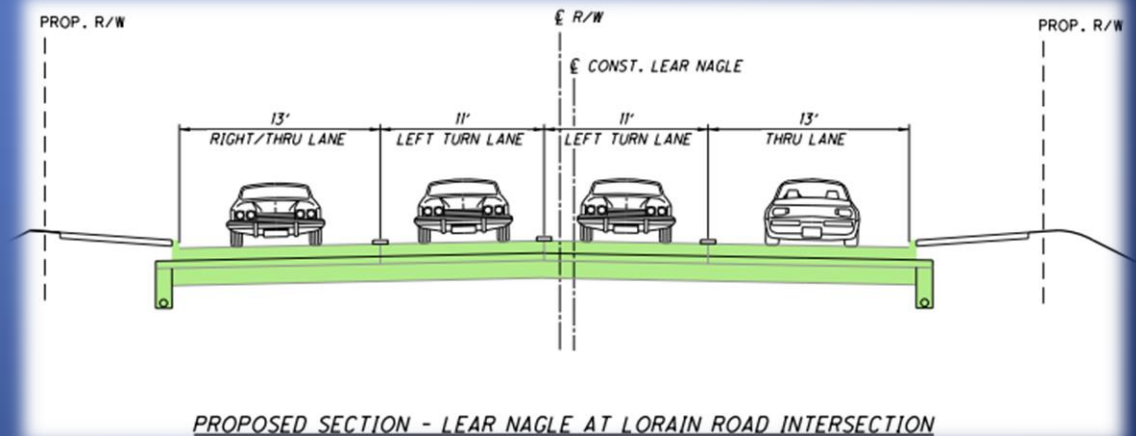 PROP. R/W
℄ R/W
PROP. R/W
℄ CONST. LEAR NAGLE
13'
11'
11'
13'
RIGHT/THRU LANE
LEFT TURN LANE
LEFT TURN LANE
THRU LANE
PROPOSED SECTION - LEAR NAGLE AT LORAIN ROAD INTERSECTION